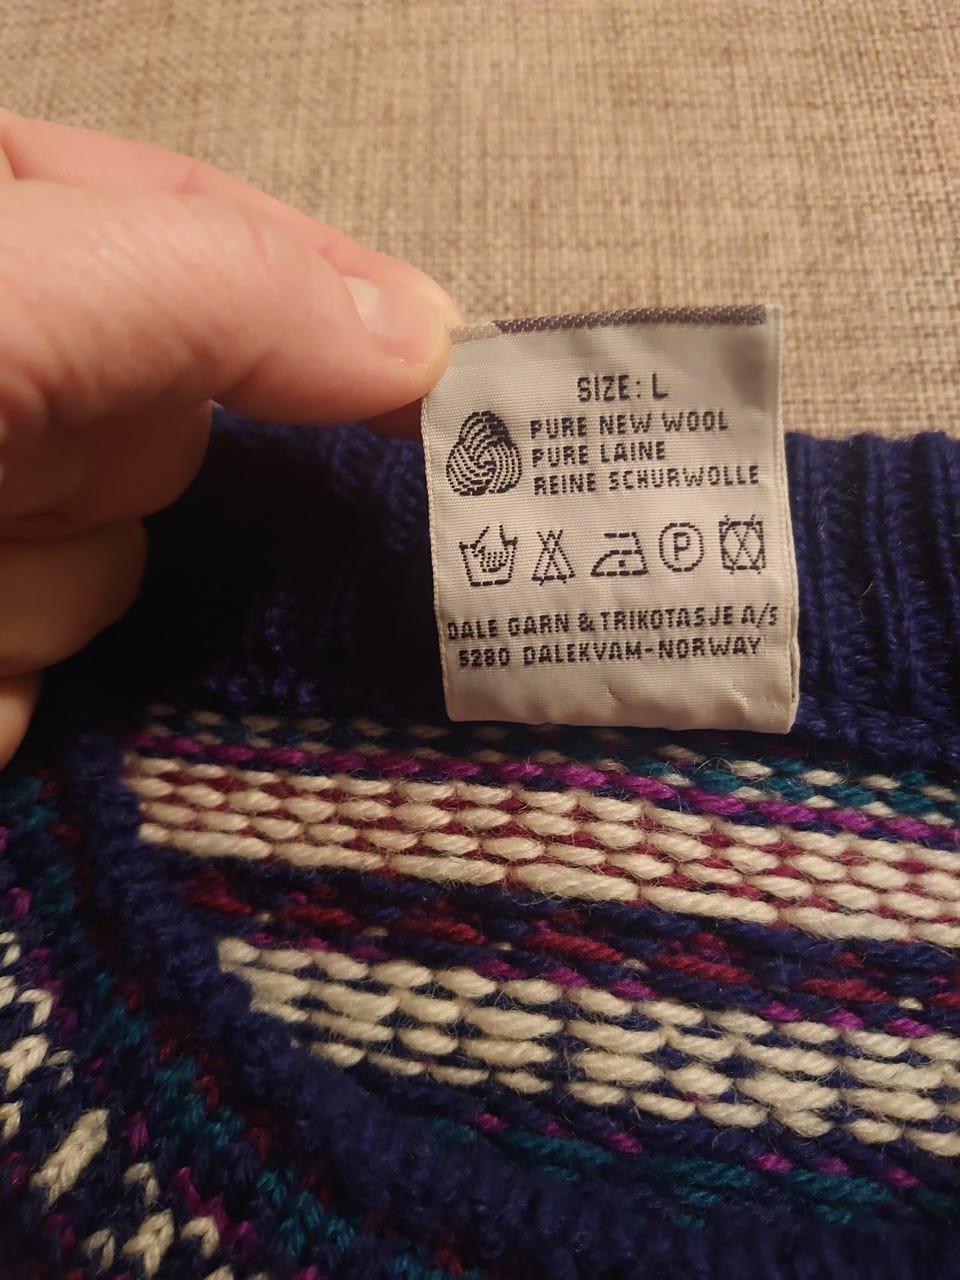 SIZE: L
PURE NEW WOOL
PURE LAINE
REINE SCHURWOLLE
P
DALE GARN & TRIKOTASJE A/S
5280 DALEKVAM-NORWAY